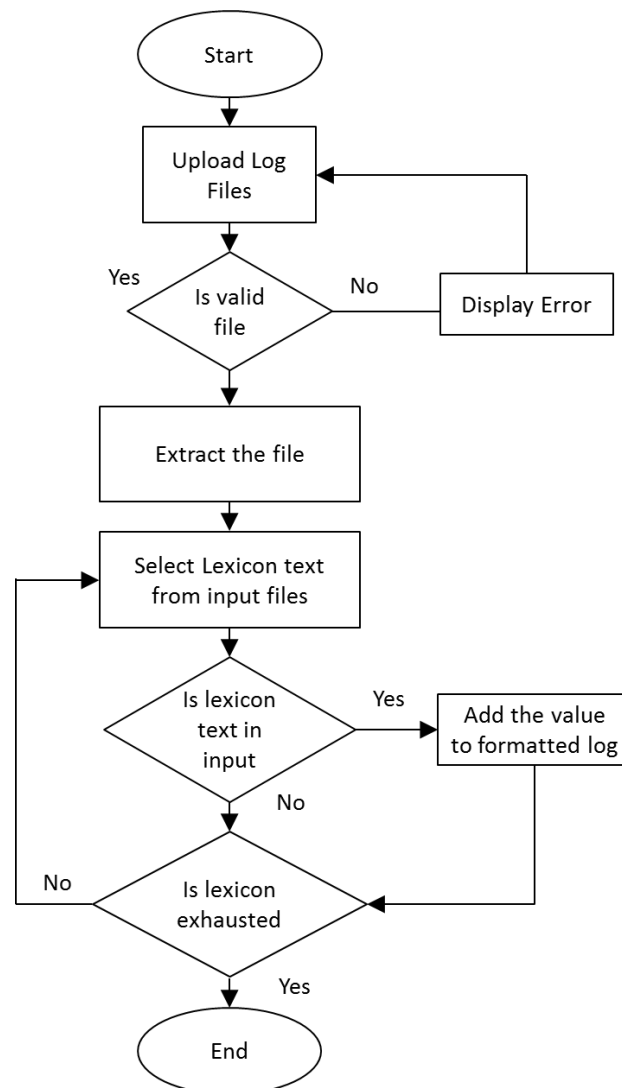 Start
Upload Log
Files
Yes
Is valid
file
No
Display Error
Extract the file
Select Lexicon text
from input files
Is lexicon
text in
input
Yes
Add the value
to formatted log
No
No
Is lexicon
exhausted
Yes
End